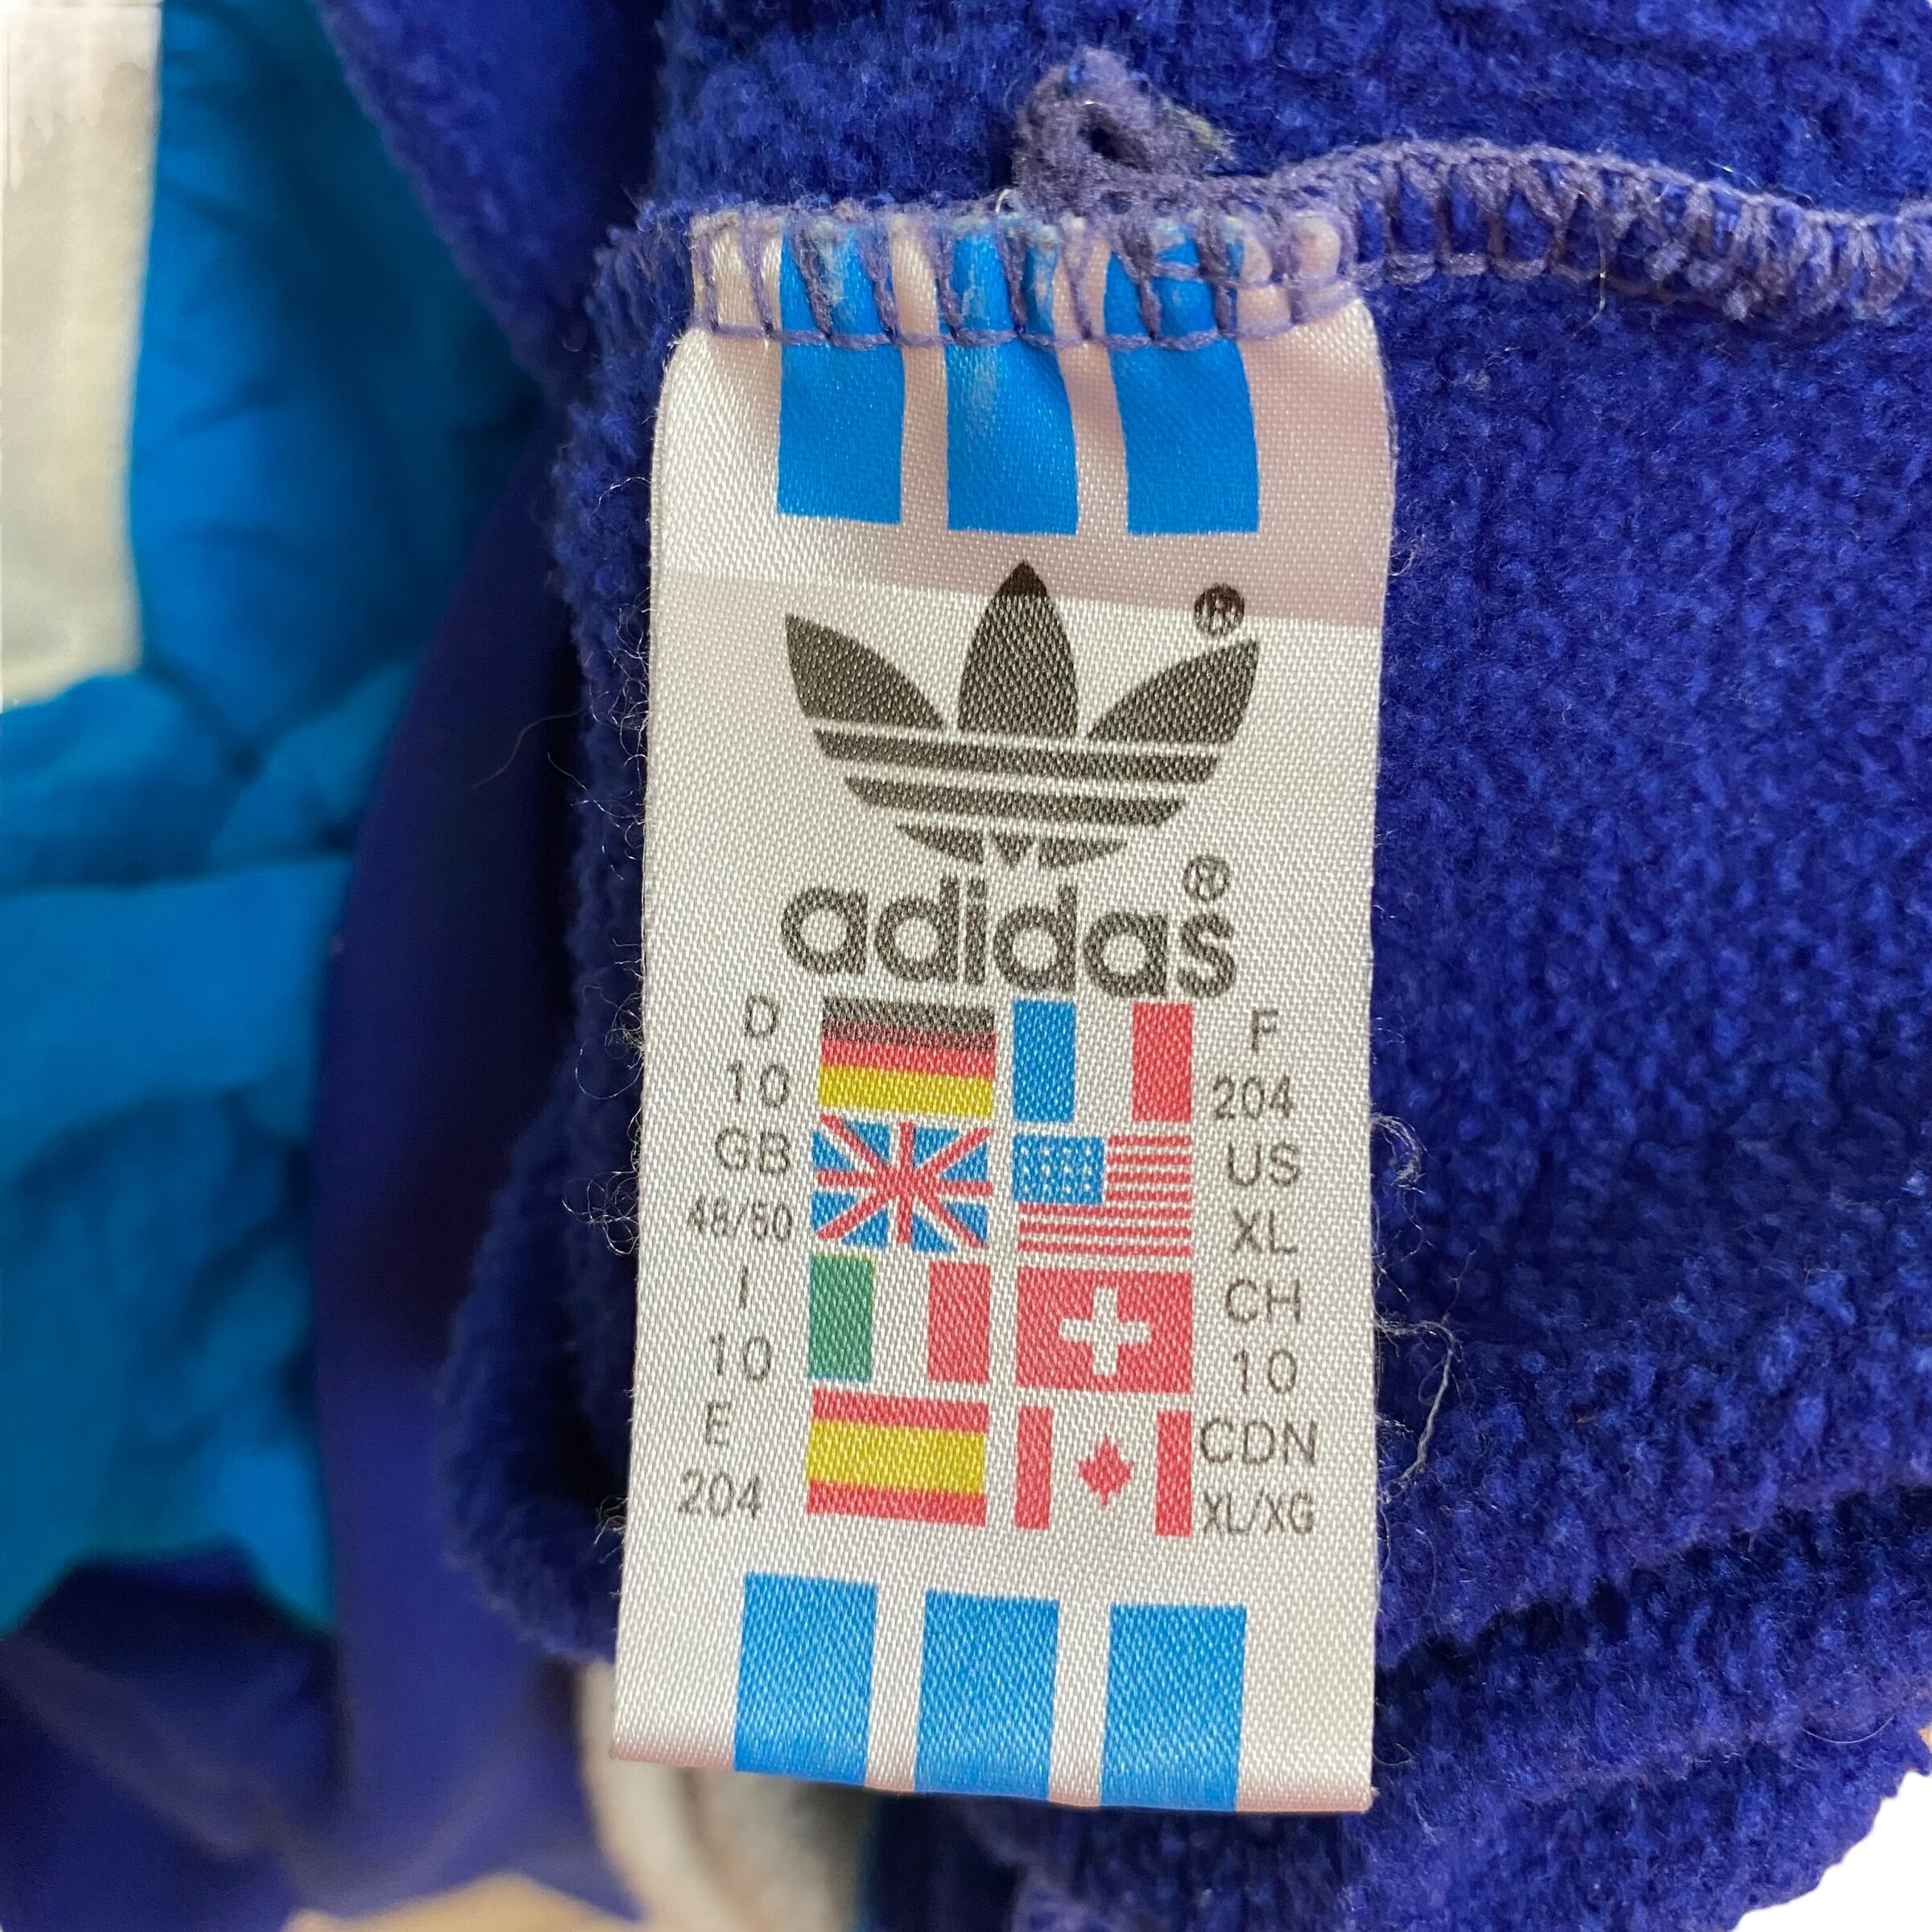 ®
adidas®
D F
10 204
GB US
48/50 XL
I CH
10 10
E CDN
204 XL/XG